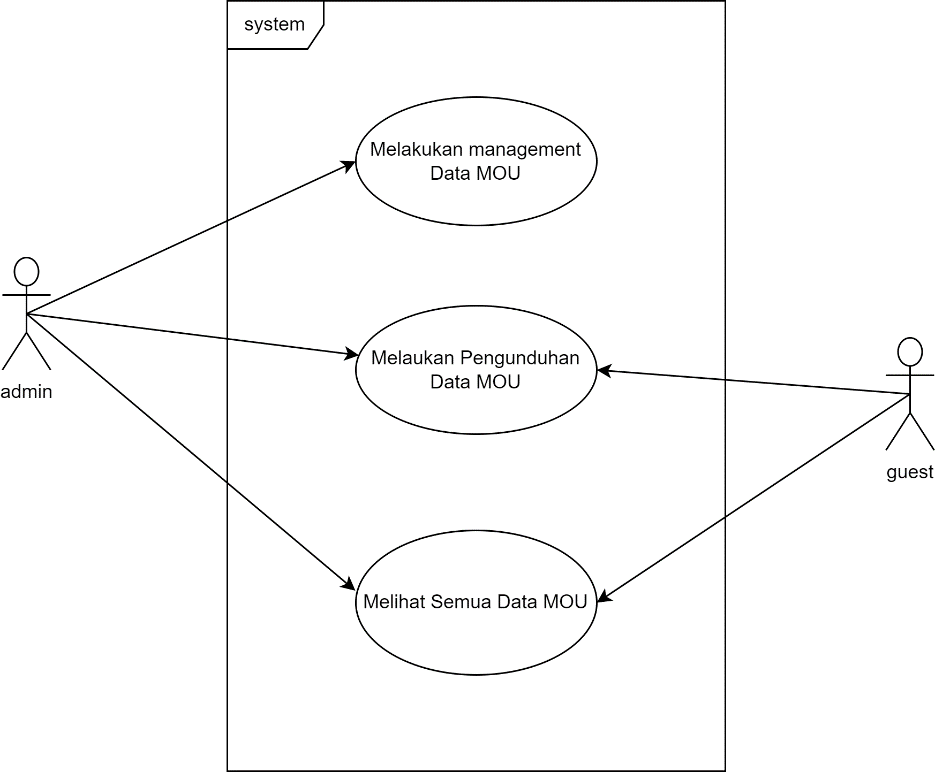 system
Melakukan management
Data MOU
admin
Melaukan Pengunduhan
Data MOU
guest
Melihat Semua Data MOU